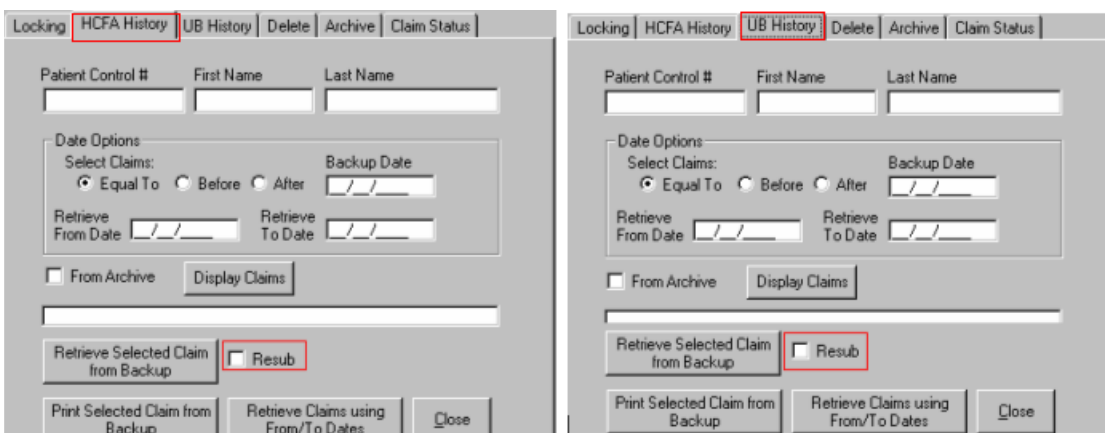 Locking HCFA History UB History Delete Archive Claim Status
Patient Control # First Name Last Name
Date Options
Select Claims: Backup Date
Equal To Before After __/__/____
Retrieve From Date __/__/____ Retrieve To Date __/__/____
From Archive Display Claims
Retrieve Selected Claim
from Backup
Resub
Print Selected Claim from
Backup
Retrieve Claims using
From/To Dates
Close
Locking HCFA History UB History Delete Archive Claim Status
Patient Control # First Name Last Name
Date Options
Select Claims: Backup Date
Equal To Before After __/__/____
Retrieve From Date __/__/____ Retrieve To Date __/__/____
From Archive Display Claims
Retrieve Selected Claim
from Backup
Resub
Print Selected Claim from
Backup
Retrieve Claims using
From/To Dates
Close